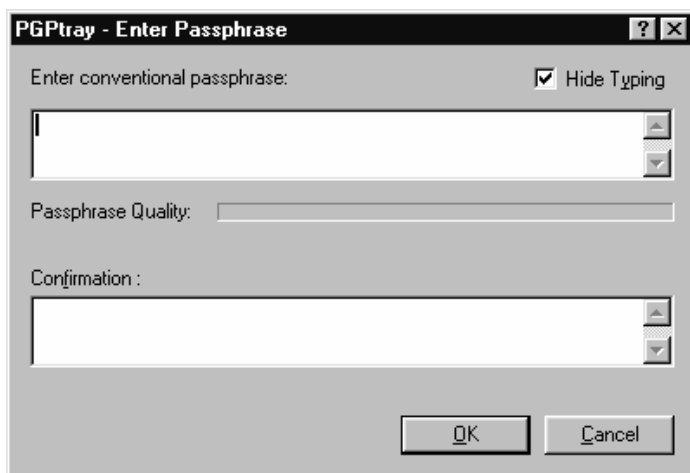 PGPtray - Enter Passphrase
Enter conventional passphrase:
Hide Typing
Passphrase Quality:
Confirmation :
OK
Cancel